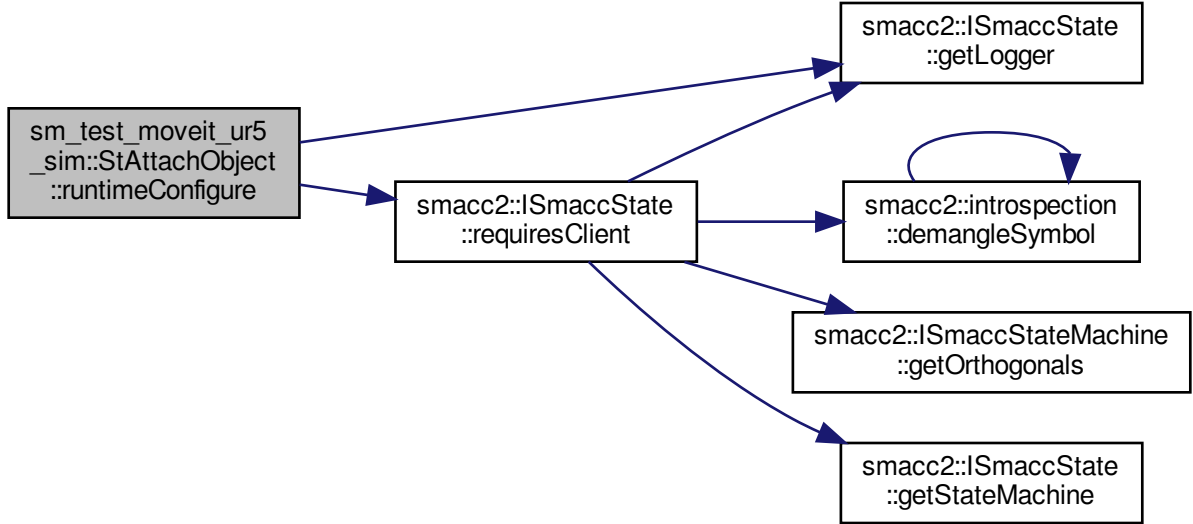 smacc2::ISmaccState
::getLogger
sm_test_moveit_ur5
_sim::StAttachObject
::runtimeConfigure
smacc2::ISmaccState
::requiresClient
smacc2::introspection
::demangleSymbol
smacc2::ISmaccStateMachine
::getOrthogonals
smacc2::ISmaccState
::getStateMachine